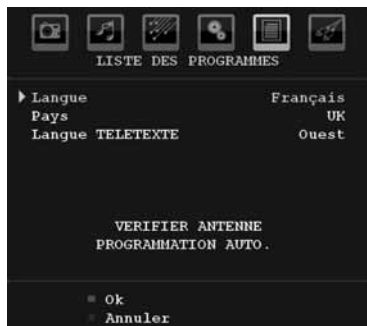 LISTE DES PROGRAMMES
Langue Français
Pays UK
Langue TELETEXTE Ouest
VERIFIER ANTENNE
PROGRAMMATION AUTO.
Ok
Annuler